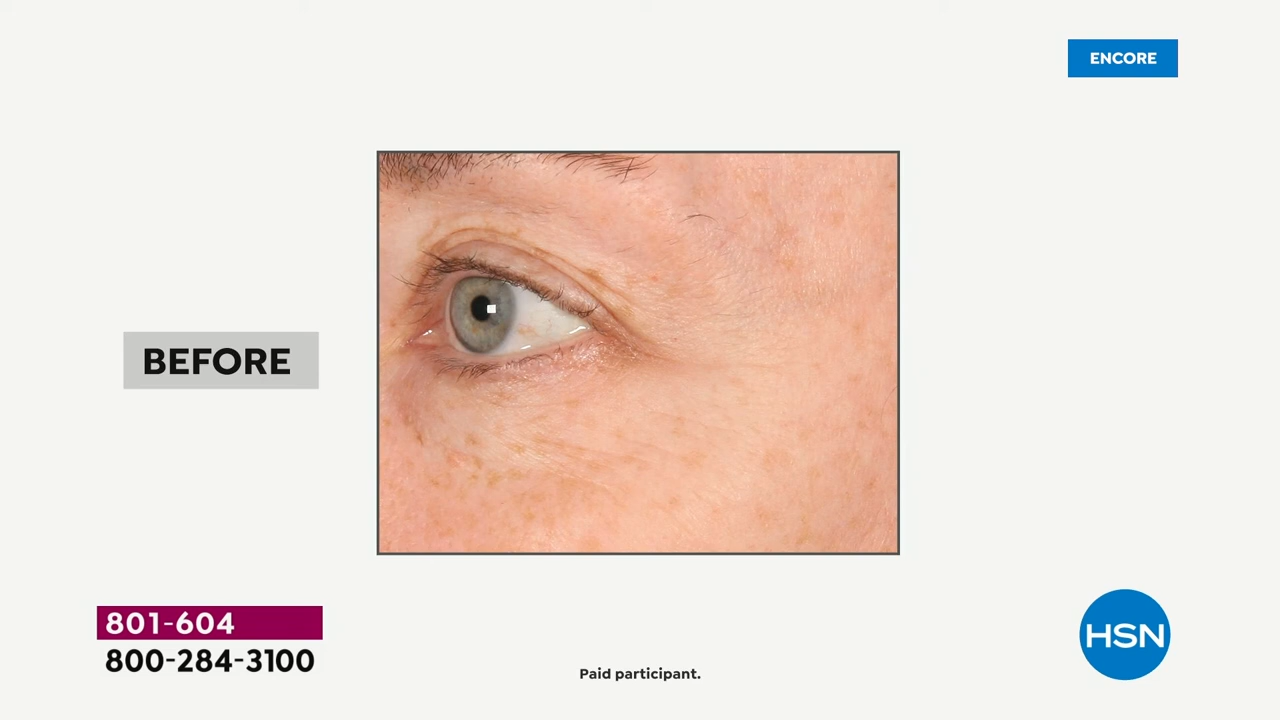 ENCORE
BEFORE
801-604
800-284-3100
Paid participant.
HSN